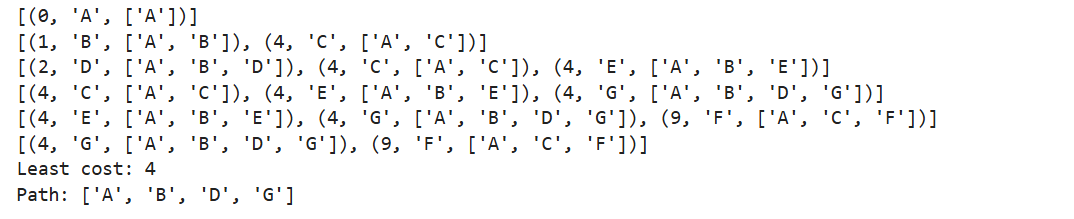 [(0, 'A', ['A'])]
[(1, 'B', ['A', 'B']), (4, 'C', ['A', 'C'])]
[(2, 'D', ['A', 'B', 'D']), (4, 'C', ['A', 'C']), (4, 'E', ['A', 'B', 'E'])]
[(4, 'C', ['A', 'C']), (4, 'E', ['A', 'B', 'E']), (4, 'G', ['A', 'B', 'D', 'G'])]
[(4, 'E', ['A', 'B', 'E']), (4, 'G', ['A', 'B', 'D', 'G']), (9, 'F', ['A', 'C', 'F'])]
[(4, 'G', ['A', 'B', 'D', 'G']), (9, 'F', ['A', 'C', 'F'])]
Least cost: 4
Path: ['A', 'B', 'D', 'G']